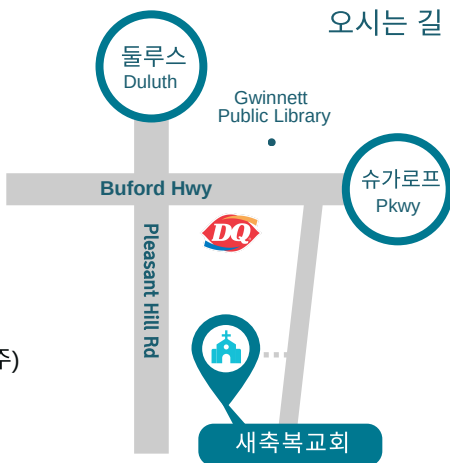 오시는 길
둘루스
Duluth
Gwinnett
Public Library
Buford Hwy
슈가로프
Pkwy
DQ
Pleasant Hill Rd
주)
새축복교회